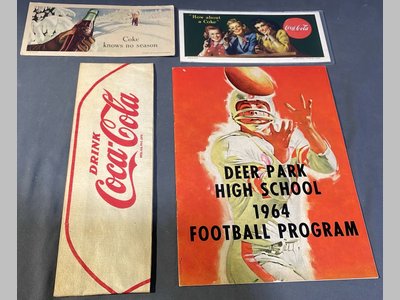 Coke
knows no season
"How about
a Coke"
Coca-Cola
DRINK
Coca-Cola
DEER PARK
HIGH SCHOOL
1964
FOOTBALL PROGRAM